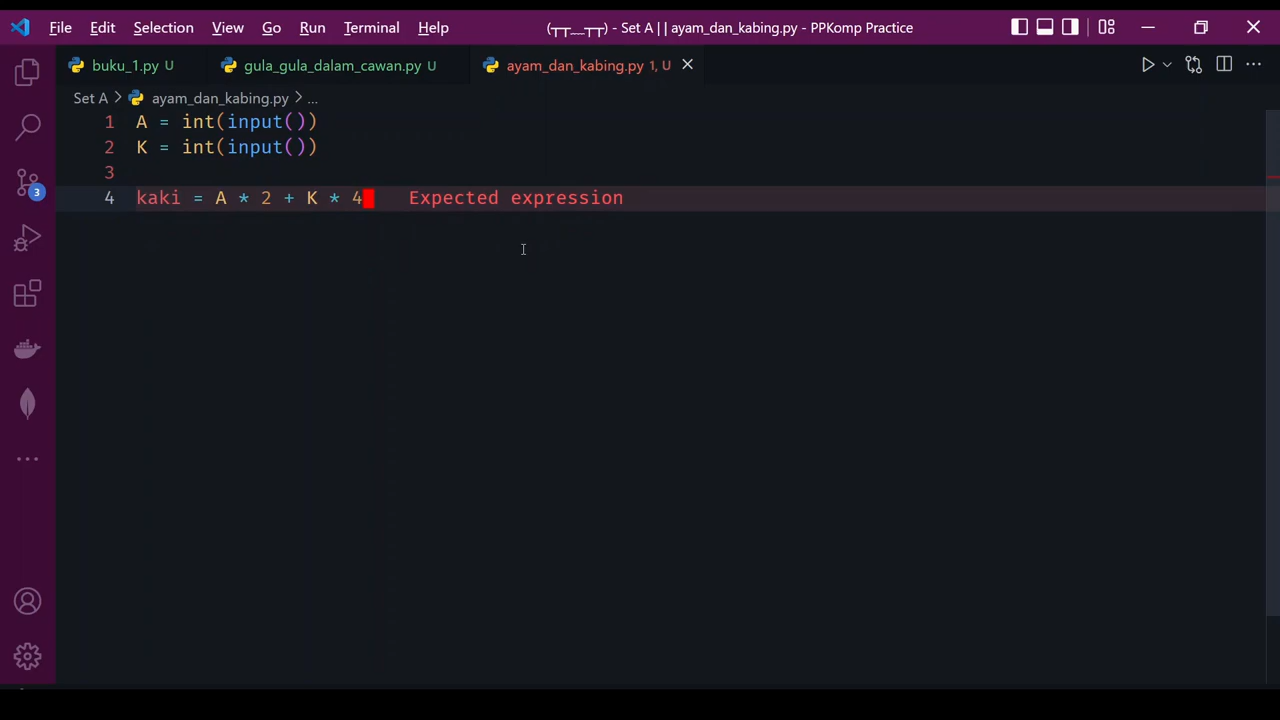 File Edit Selection View Go Run Terminal Help (┬┬﹏┬┬) - Set A | | ayam_dan_kabing.py - PPKomp Practice
buku_1.py U gula_gula_dalam_cawan.py U ayam_dan_kabing.py 1, U
Set A > ayam_dan_kabing.py > ...
1 A = int(input())
2 K = int(input())
3
4 kaki = A * 2 + K * 4 Expected expression
3